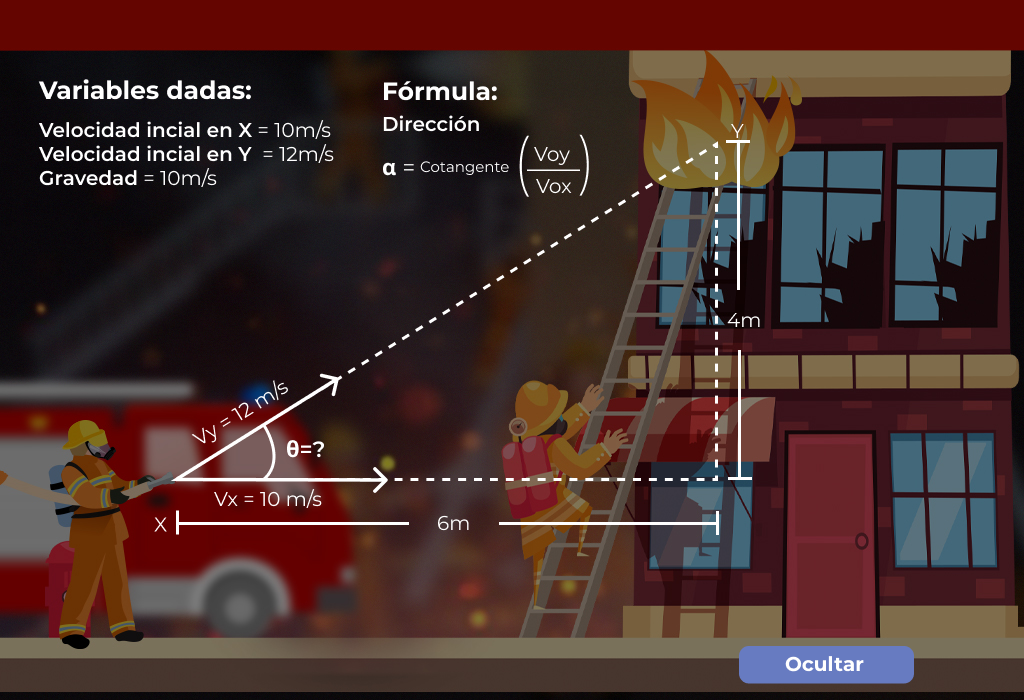 Variables dadas:
Velocidad incial en X = 10m/s
Velocidad incial en Y = 12m/s
Gravedad = 10m/s
Fórmula:
Dirección
α = Cotangente (Voy
Vox)
Y
4m
Vy = 12 m/s
θ=?
Vx = 10 m/s
X
6m
Ocultar